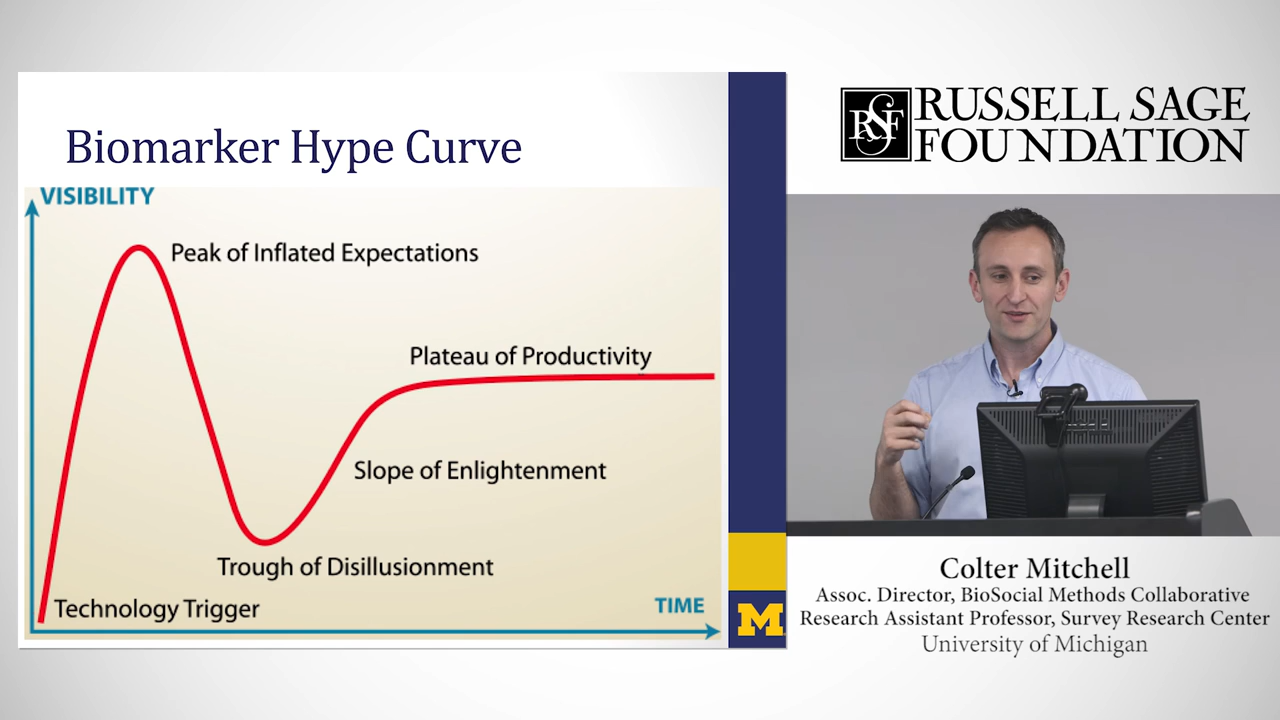 Biomarker Hype Curve
VISIBILITY
Peak of Inflated Expectations
Plateau of Productivity
Slope of Enlightenment
Trough of Disillusionment
Technology Trigger
TIME
M
RSF
RUSSELL SAGE
FOUNDATION
Colter Mitchell
Assoc. Director, BioSocial Methods Collaborative
Research Assistant Professor, Survey Research Center
University of Michigan